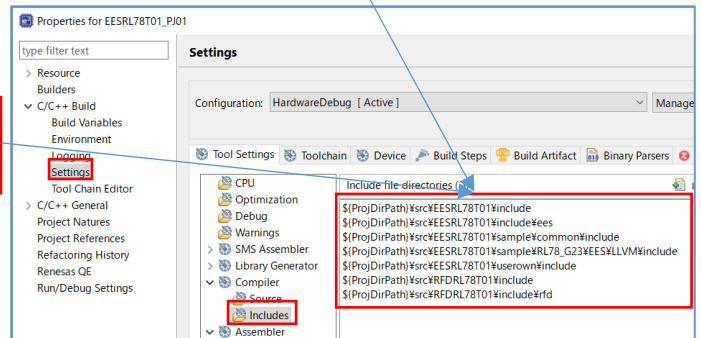 Properties for EESRL78T01_PJ01
type filter text
Resource
Builders
C/C++ Build
Build Variables
Environment
Logging
Settings
Tool Chain Editor
C/C++ General
Project Natures
Project References
Refactoring History
Renesas QE
Run/Debug Settings
Settings
Configuration: HardwareDebug [ Active ]
Manage
Tool Settings Toolchain Device Build Steps Build Artifact Binary Parsers
CPU
Optimization
Debug
Warnings
SMS Assembler
Library Generator
Compiler
Source
Includes
Assembler
Include file directories
${ProjDirPath}¥src¥EESRL78T01¥include
${ProjDirPath}¥src¥EESRL78T01¥include¥ees
${ProjDirPath}¥src¥EESRL78T01¥sample¥common¥include
${ProjDirPath}¥src¥EESRL78T01¥sample¥RL78_G23¥EES¥LLVM¥include
${ProjDirPath}¥src¥EESRL78T01¥userown¥include
${ProjDirPath}¥src¥RFDRL78T01¥include
${ProjDirPath}¥src¥RFDRL78T01¥include¥rfd